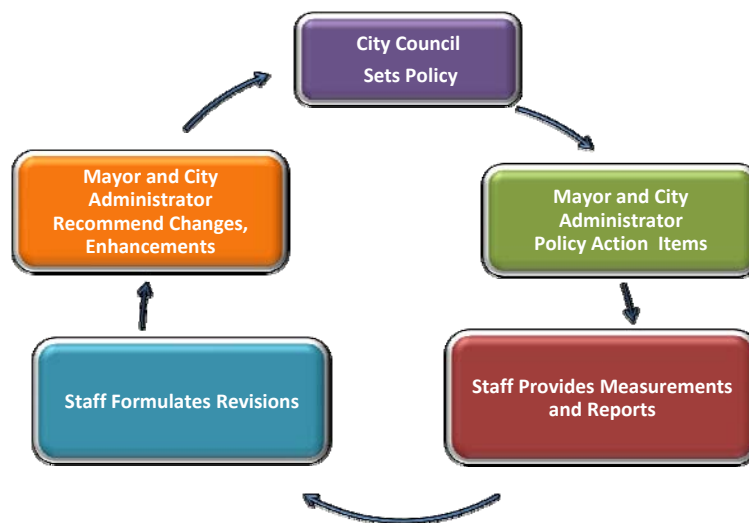 City Council
Sets Policy
Mayor and City
Administrator
Policy Action Items
Staff Provides Measurements
and Reports
Staff Formulates Revisions
Mayor and City
Administrator
Recommend Changes,
Enhancements